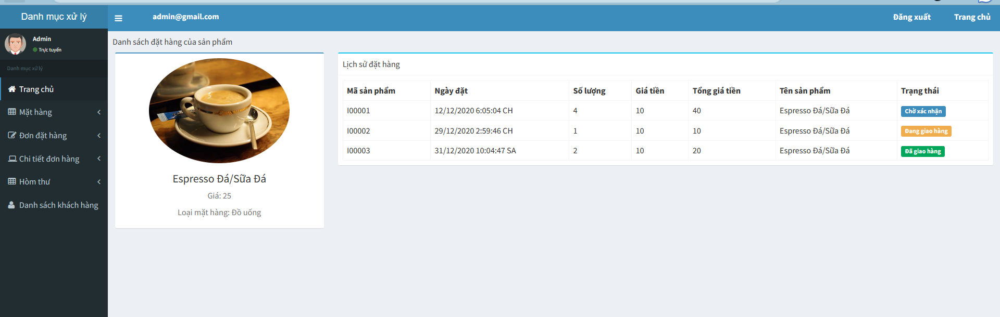 Danh mục xử lý
admin@gmail.com
Đăng xuất
Trang chủ
Admin
Trực tuyến
Danh mục xử lý
Trang chủ
Mặt hàng
Đơn đặt hàng
Chi tiết đơn hàng
Hòm thư
Danh sách khách hàng
Danh sách đặt hàng của sản phẩm
Espresso Đá/Sữa Đá
Giá: 25
Loại mặt hàng: Đồ uống
Lịch sử đặt hàng
Mã sản phẩm Ngày đặt Số lượng Giá tiền Tổng giá tiền Tên sản phẩm Trạng thái
I00001 12/12/2020 6:05:04 CH 4 10 40 Espresso Đá/Sữa Đá Chờ xác nhận
I00002 29/12/2020 2:59:46 CH 1 10 10 Espresso Đá/Sữa Đá Đang giao hàng
I00003 31/12/2020 10:04:47 SA 2 10 20 Espresso Đá/Sữa Đá Đã giao hàng